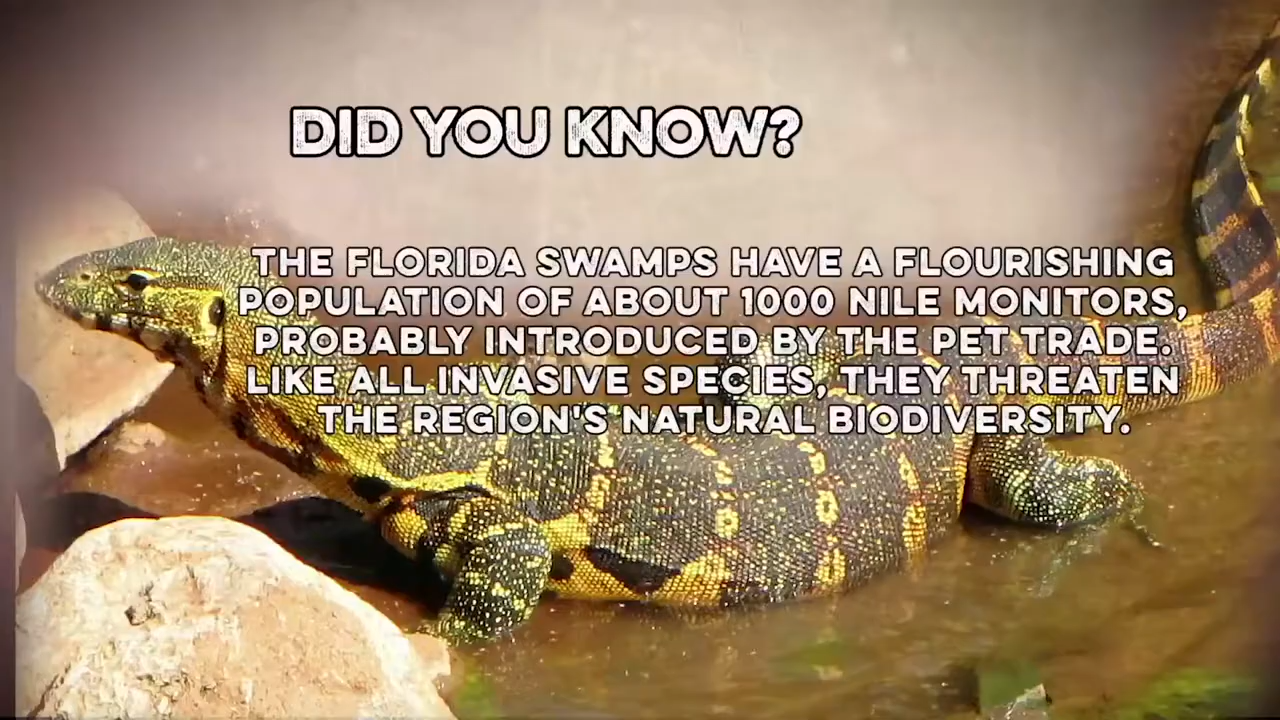 DID YOU KNOW?
THE FLORIDA SWAMPS HAVE A FLOURISHING
POPULATION OF ABOUT 1000 NILE MONITORS,
PROBABLY INTRODUCED BY THE PET TRADE.
LIKE ALL INVASIVE SPECIES, THEY THREATEN
THE REGION'S NATURAL BIODIVERSITY.